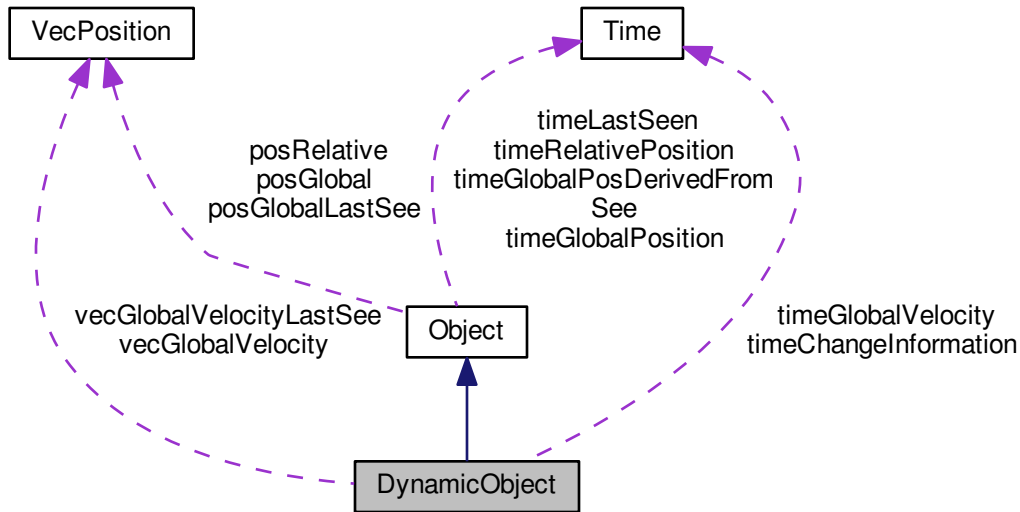 VecPosition
Time
posRelative
posGlobal
posGlobalLastSee
timeLastSeen
timeRelativePosition
timeGlobalPosDerivedFrom
See
timeGlobalPosition
vecGlobalVelocityLastSee
vecGlobalVelocity
Object
timeGlobalVelocity
timeChangeInformation
DynamicObject